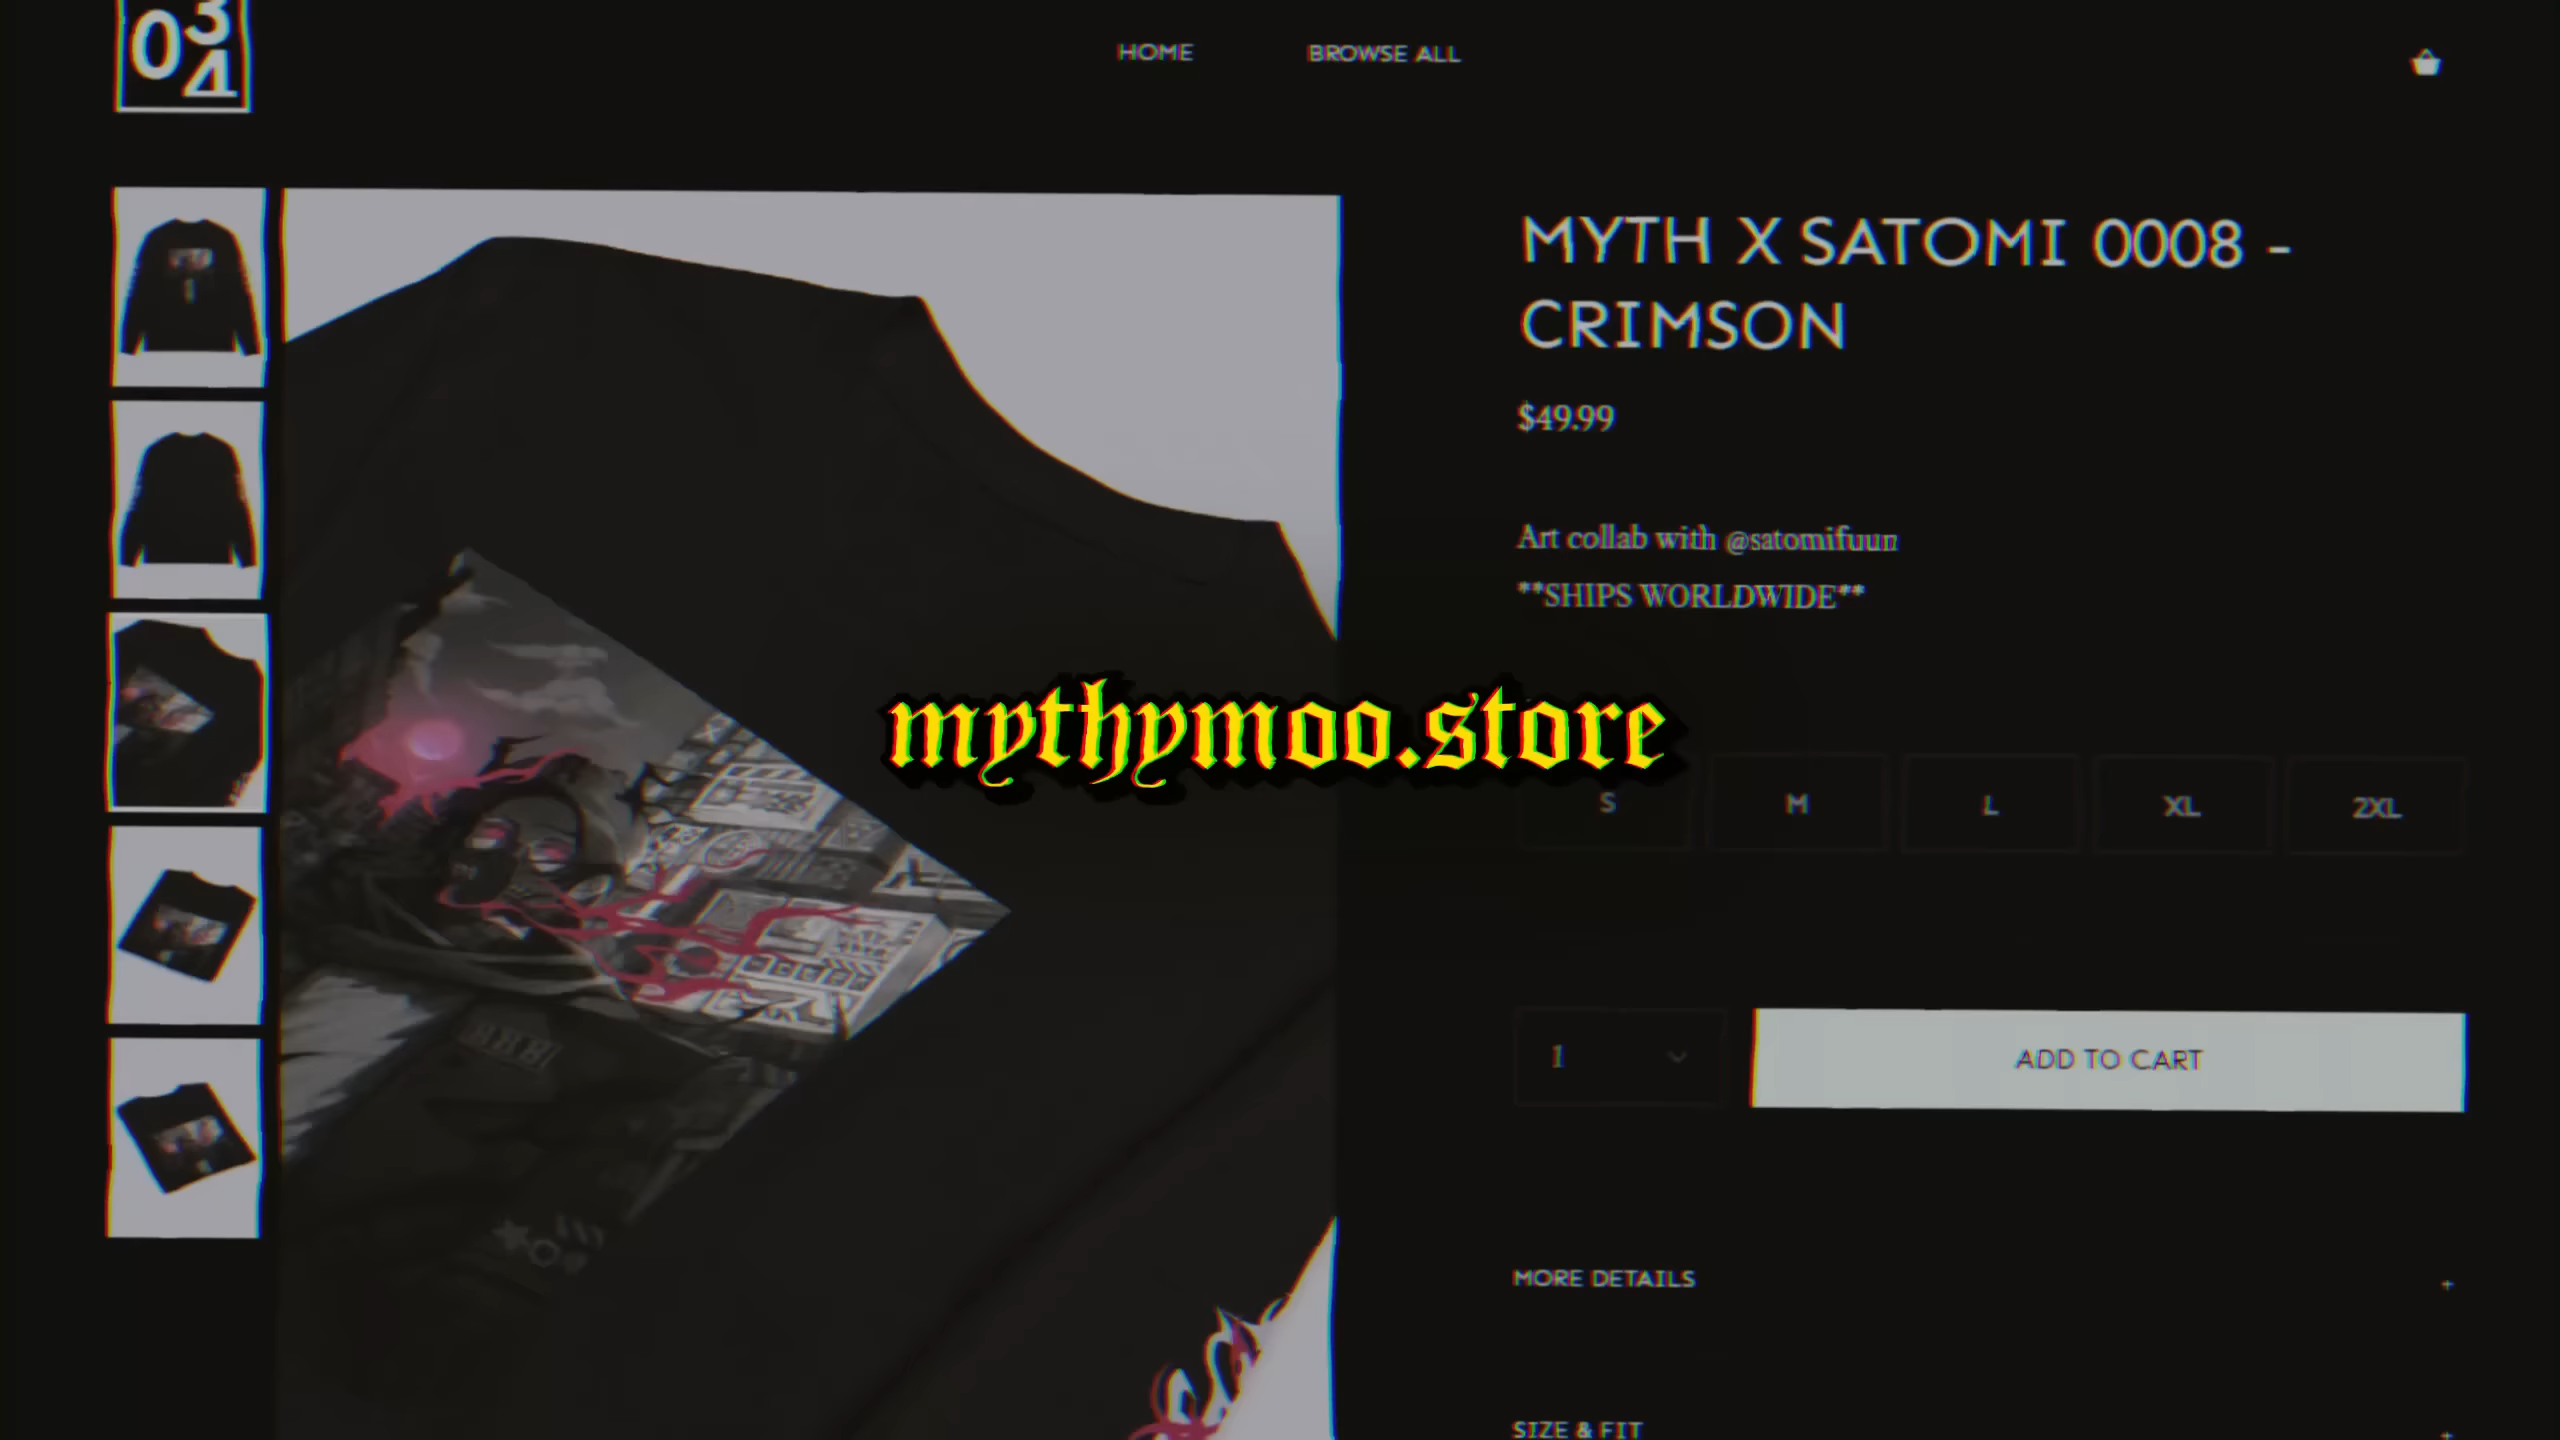 034
HOME
BROWSE ALL
MYTH X SATOMI 0008 -
CRIMSON
$49.99
Art collab with @satomifuun
**SHIPS WORLDWIDE**
mythymoo.store
S
M
L
XL
2XL
1
ADD TO CART
MORE DETAILS
+
SIZE & FIT
+